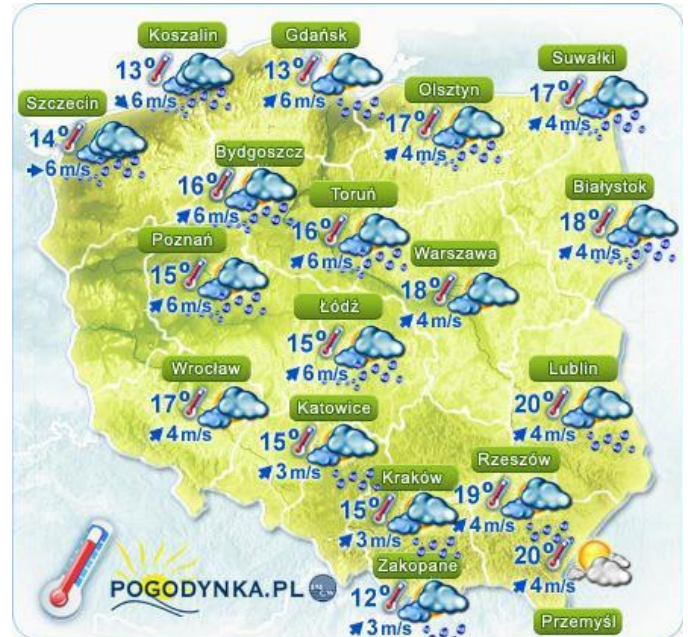 Koszalin
13°
6 m/s
Gdańsk
13°
6 m/s
Suwałki
17°
4 m/s
Olsztyn
17°
4 m/s
Szczecin
14°
6 m/s
Bydgoszcz
16°
6 m/s
Toruń
16°
6 m/s
Białystok
18°
4 m/s
Poznań
15°
6 m/s
Warszawa
18°
4 m/s
Łódź
15°
6 m/s
Wrocław
17°
4 m/s
Lublin
20°
4 m/s
Katowice
15°
3 m/s
Rzeszów
19°
4 m/s
Kraków
15°
3 m/s
20°
4 m/s
Przemyśl
Zakopane
12°
3 m/s
POGODYNKA.PL